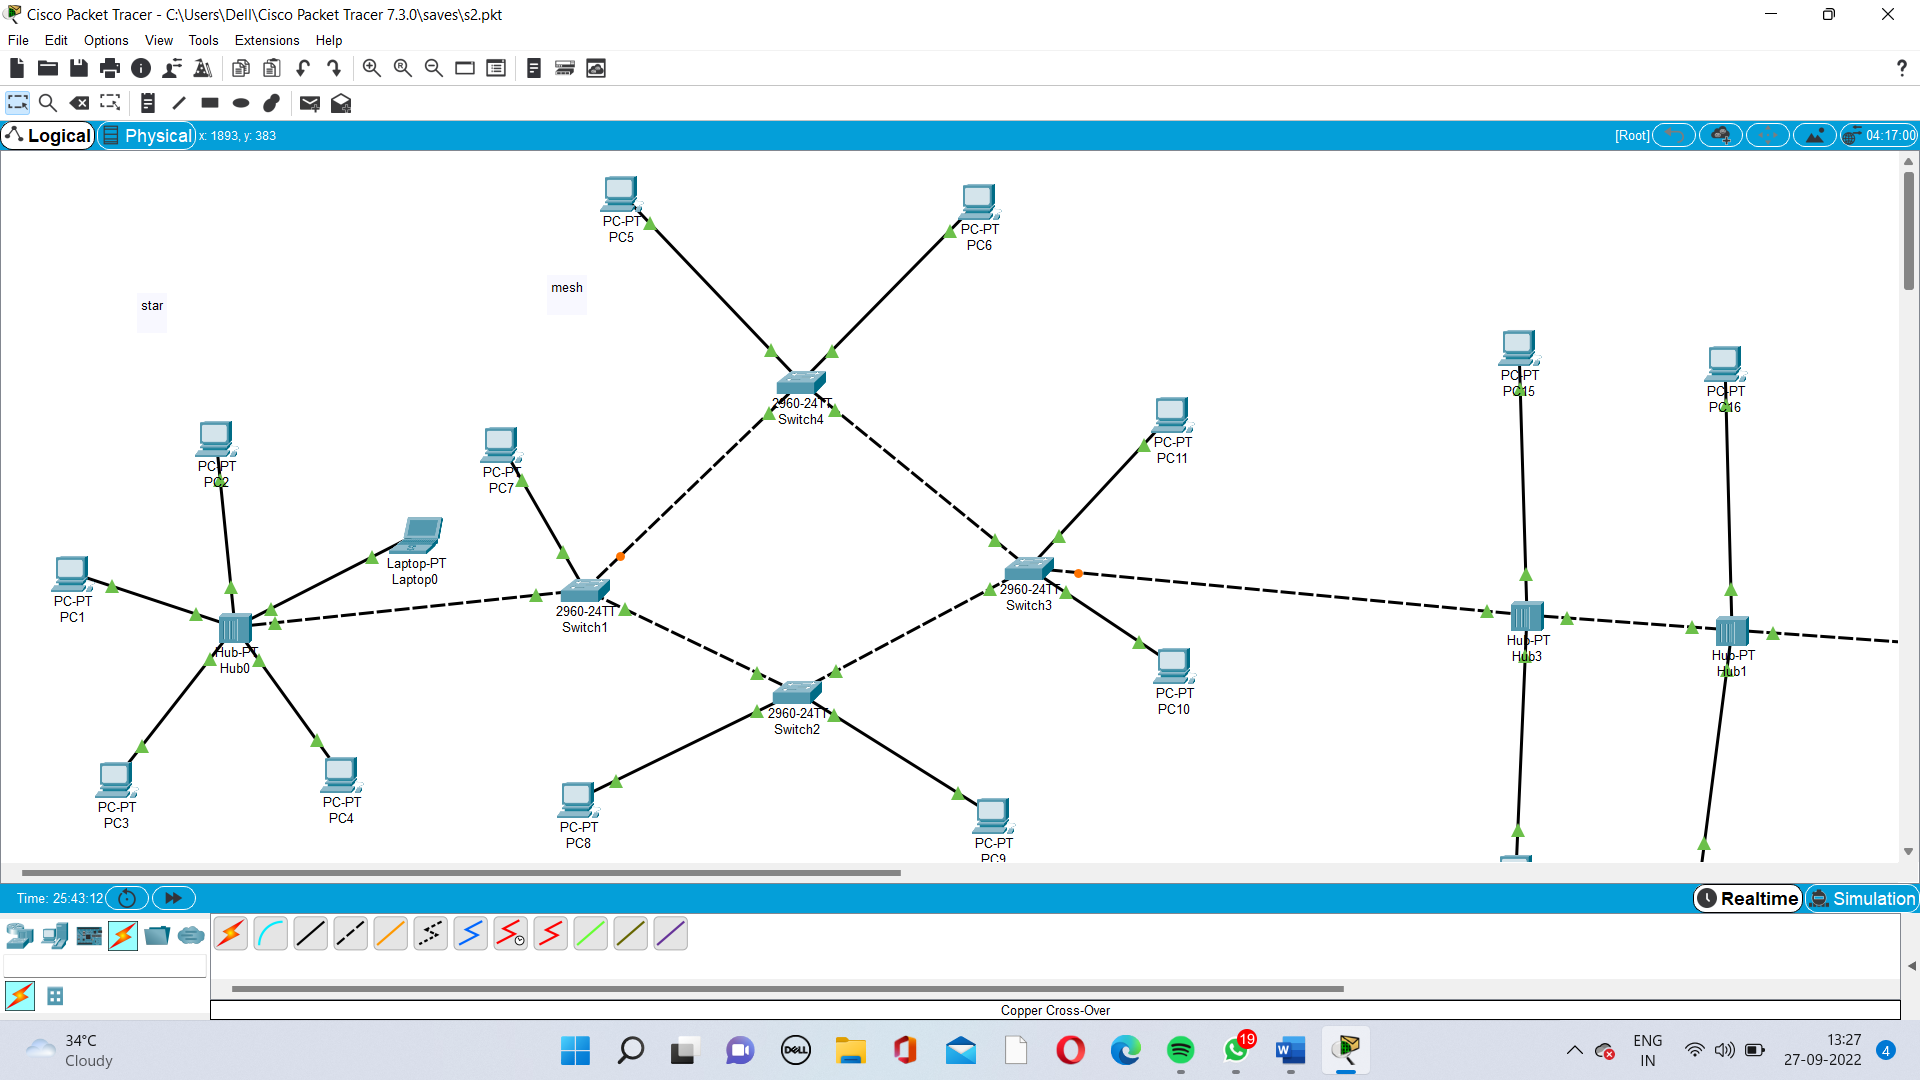 Cisco Packet Tracer - C:\Users\Dell\Cisco Packet Tracer 7.3.0\saves\s2.pkt
File Edit Options View Tools Extensions Help
?
Logical Physical x: 1893, y: 383 [Root] 04:17:00
PC-PT
PC5
PC-PT
PC6
mesh
star
PC-PT
PC15
PC-PT
PC16
2960-24TT
Switch4
PC-PT
PC11
PC-PT
PC2
PC-PT
PC7
Laptop-PT
Laptop0
PC-PT
PC1
2960-24TT
Switch1
2960-24TT
Switch3
Hub-PT
Hub0
Hub-PT
Hub3
Hub-PT
Hub1
PC-PT
PC10
2960-24TT
Switch2
PC-PT
PC3
PC-PT
PC4
PC-PT
PC8
PC-PT
PC9
Time: 25:43:12 Realtime Simulation
Copper Cross-Over
34°C
Cloudy
DELL
19
W
ENG
IN
13:27
27-09-2022
4